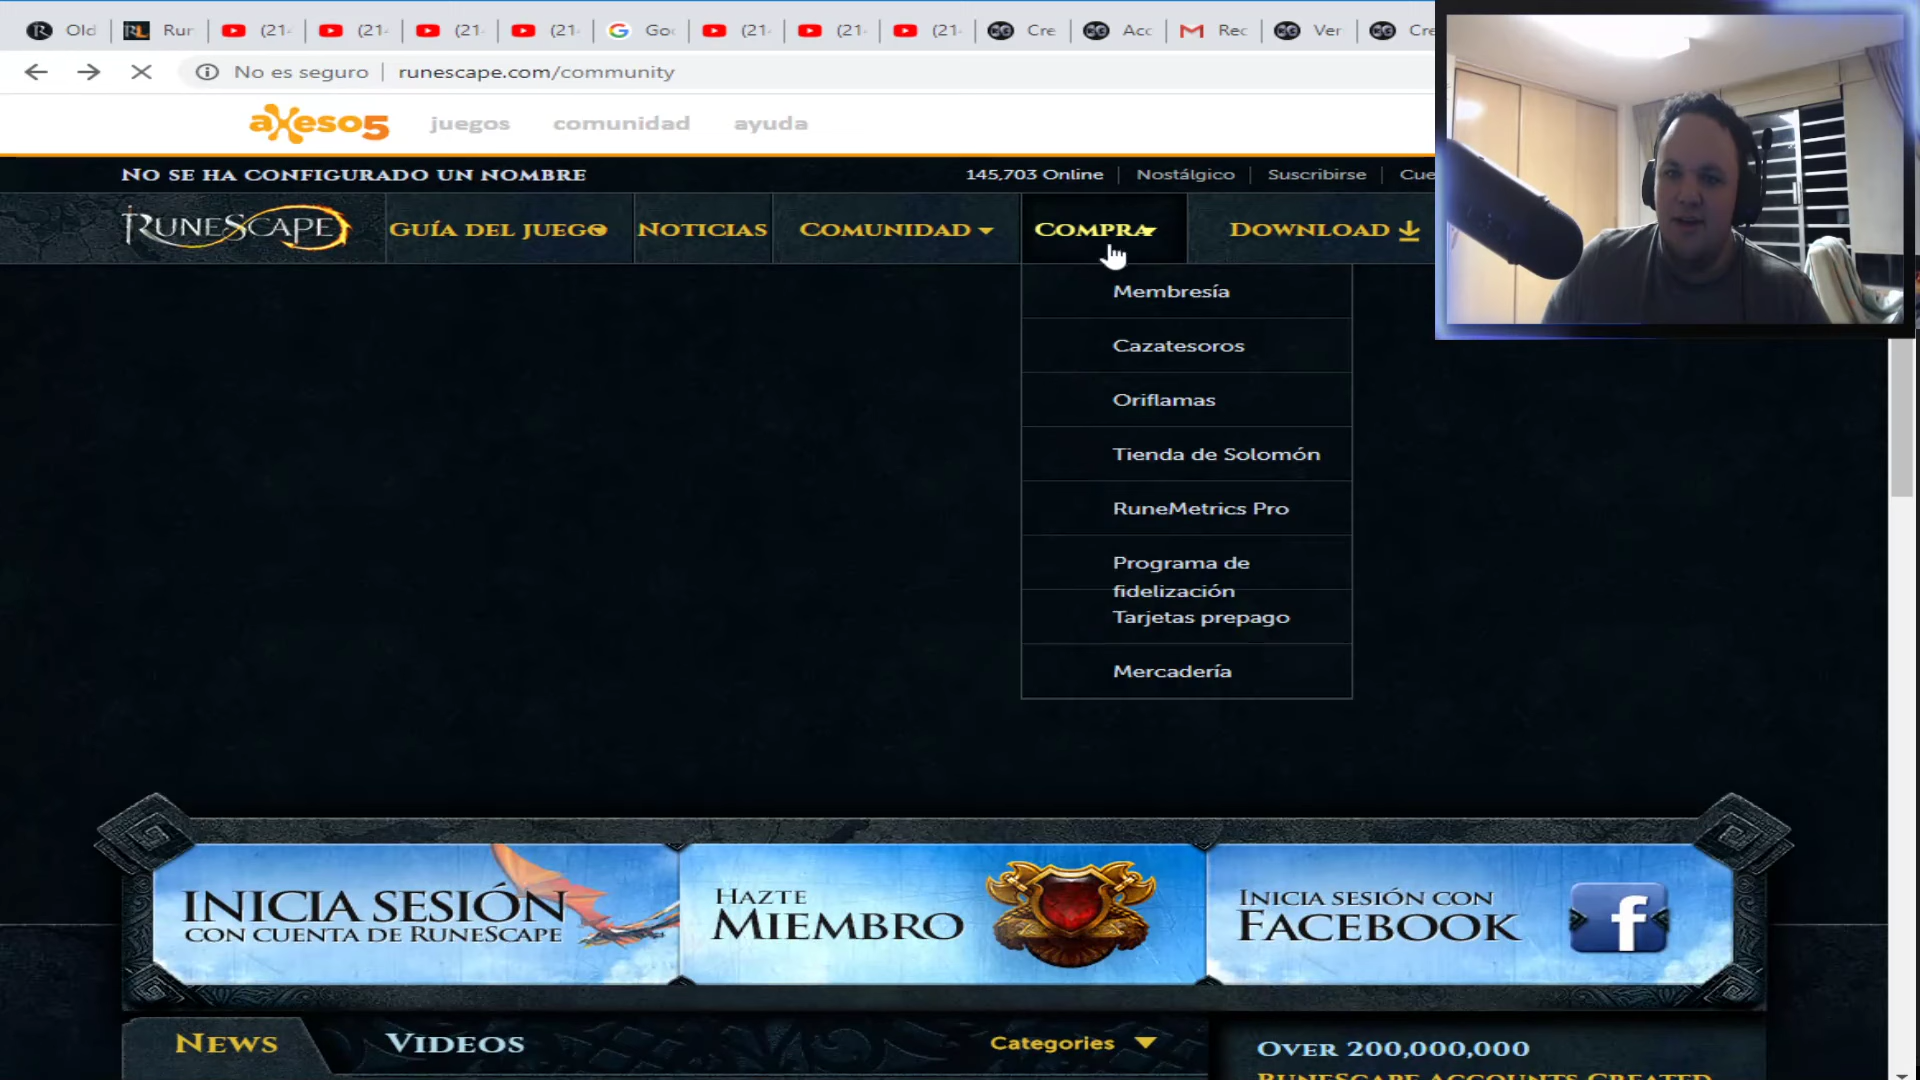 Old
Rur
(21
(21
(21
(21
Goo
(21
(21
(21
Cre
Acc
Rec
Ver
Cre
No es seguro
runescape.com/community
axeso5
juegos
comunidad
ayuda
NO SE HA CONFIGURADO UN NOMBRE
145,703 Online
Nostálgico
Suscribirse
Cue
RUNESCAPE
GUÍA DEL JUEGO
NOTICIAS
COMUNIDAD
COMPRA
DOWNLOAD
Membresía
Cazatesoros
Oriflamas
Tienda de Solomón
RuneMetrics Pro
Programa de
fidelización
Tarjetas prepago
Mercadería
INICIA SESIÓN
CON CUENTA DE RUNESCAPE
HAZTE
MIEMBRO
INICIA SESIÓN CON
FACEBOOK
NEWS
VIDEOS
Categories
OVER 200,000,000
RUNESCAPE ACCOUNTS CREATED